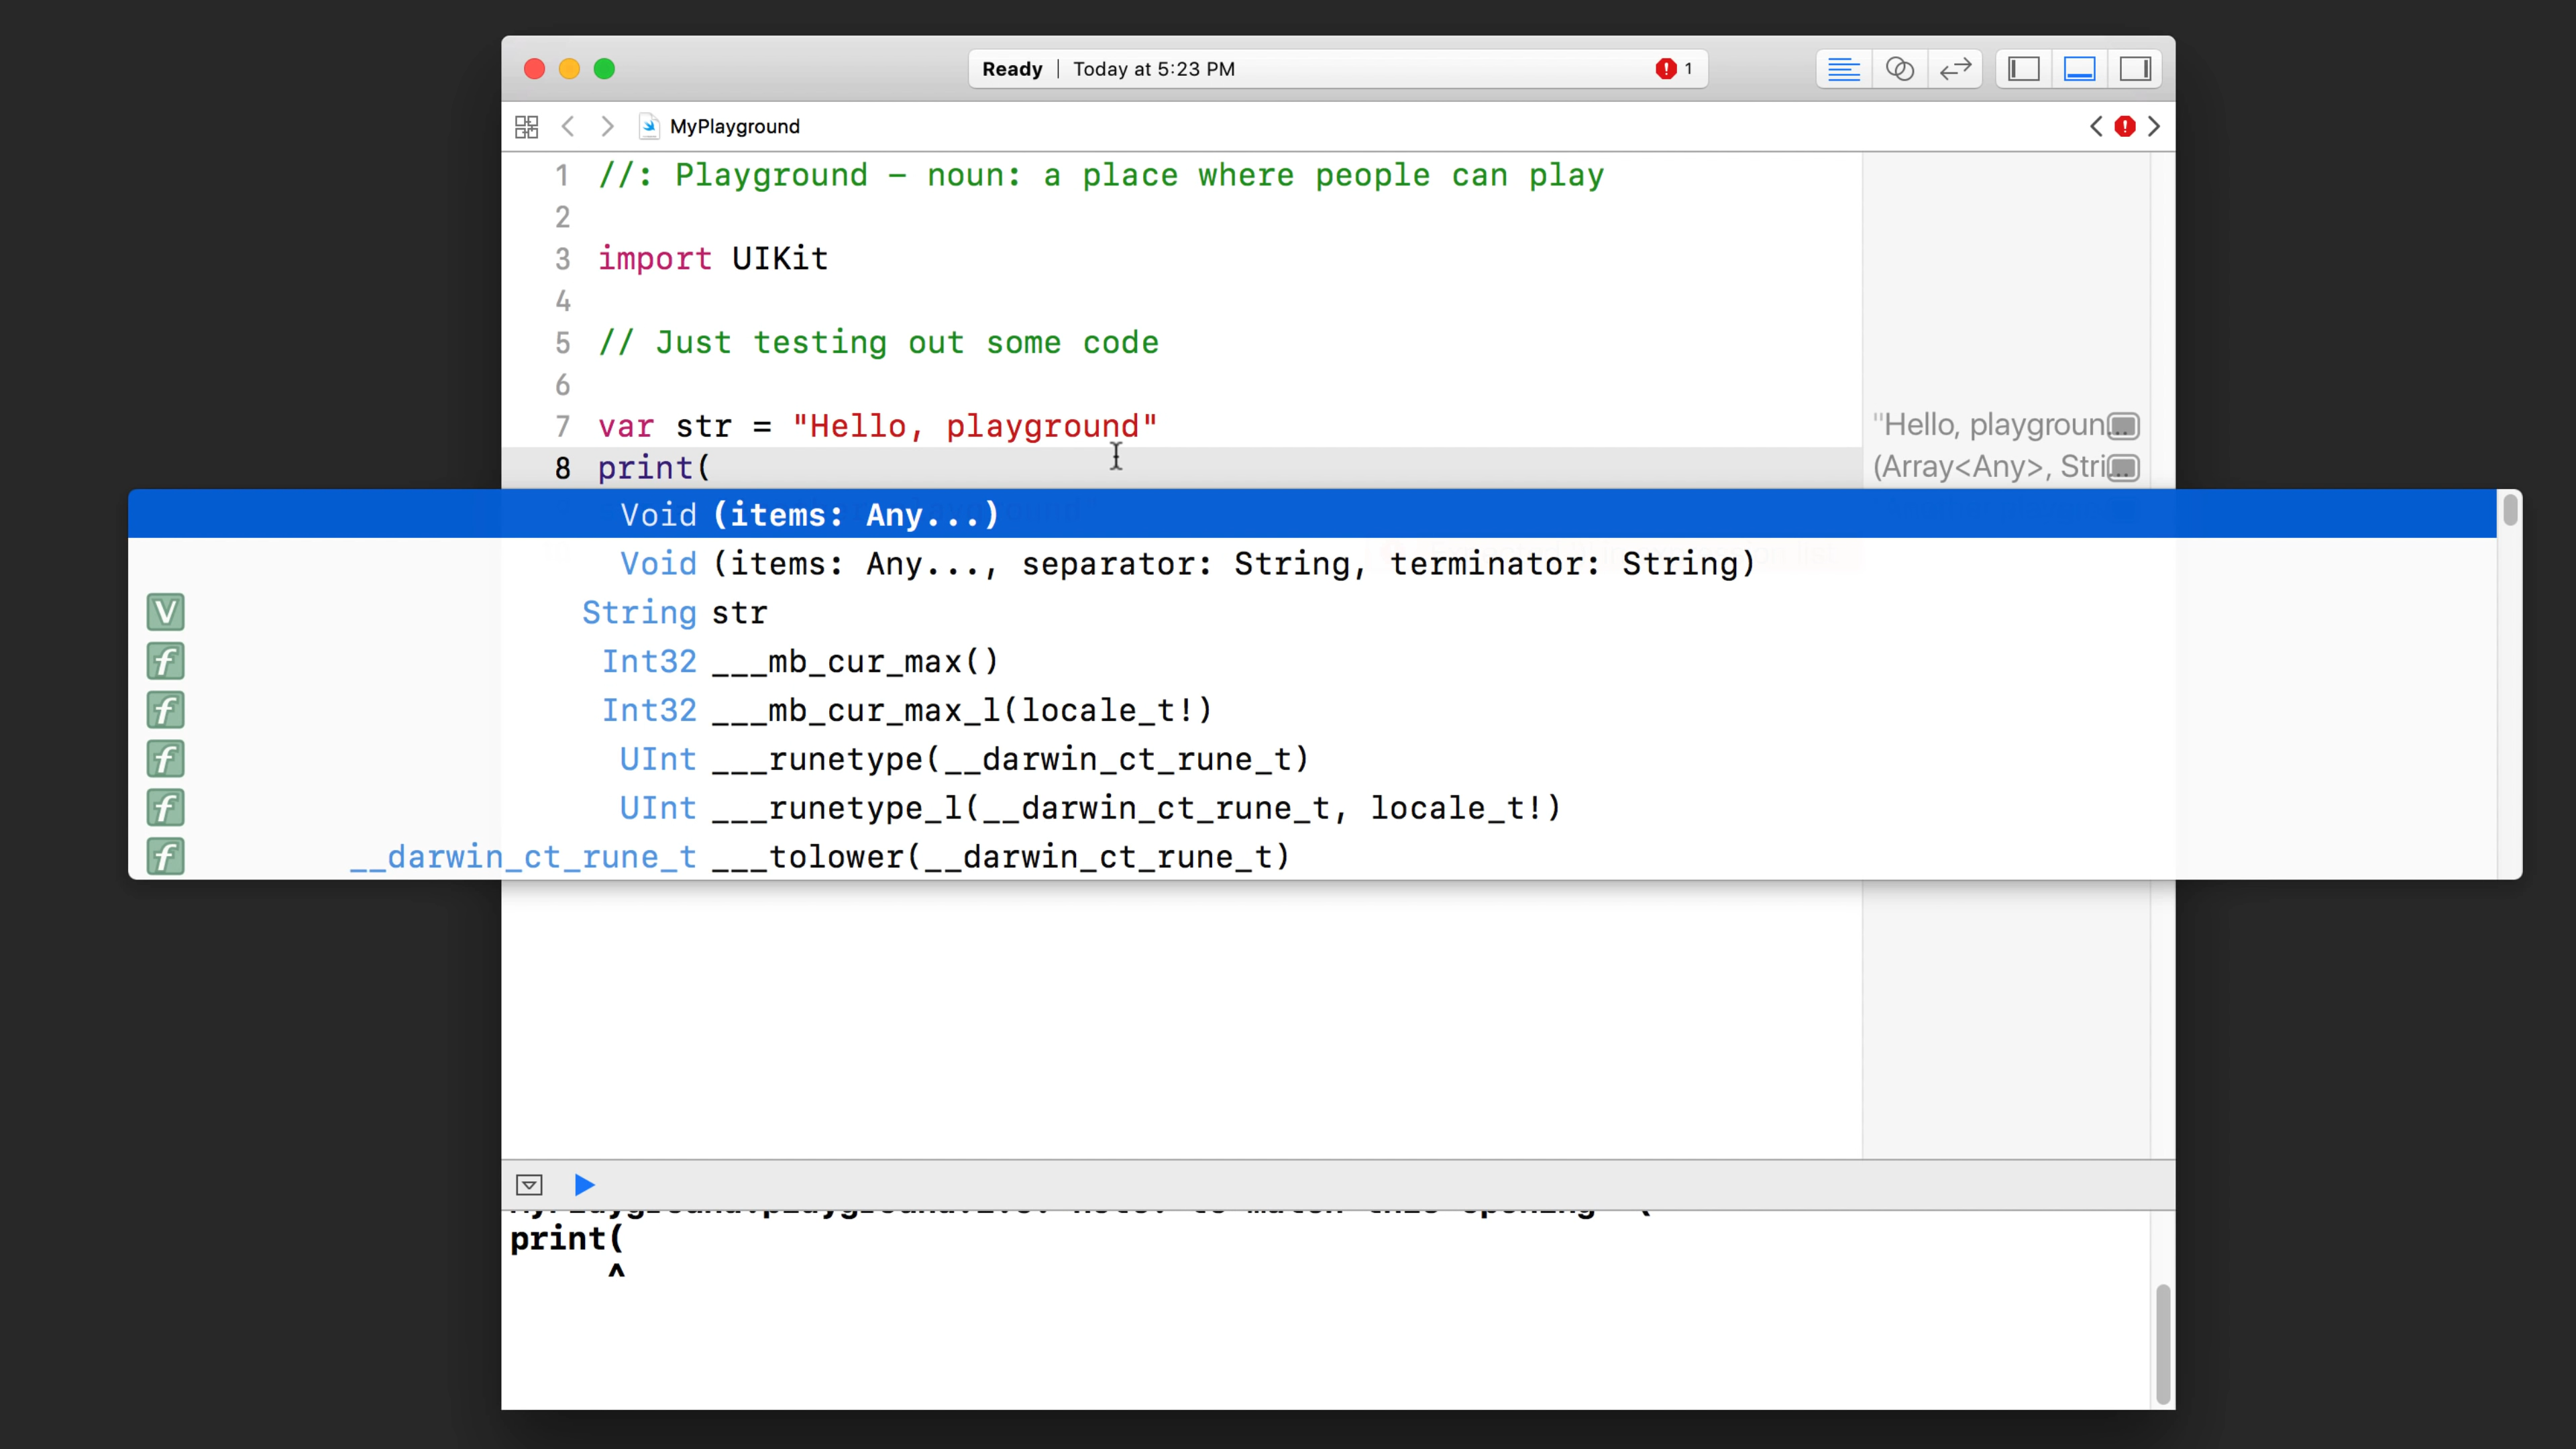 Ready | Today at 5:23 PM 1
MyPlayground
1 //: Playground – noun: a place where people can play
2
3 import UIKit
4
5 // Just testing out some code
6
7 var str = "Hello, playground" "Hello, playgroun...
8 print( (Array<Any>, Stri...
Void (items: Any...)
Void (items: Any..., separator: String, terminator: String)
V String str
f Int32 ___mb_cur_max()
f Int32 ___mb_cur_max_l(locale_t!)
f UInt ___runetype(__darwin_ct_rune_t)
f UInt ___runetype_l(__darwin_ct_rune_t, locale_t!)
f __darwin_ct_rune_t ___tolower(__darwin_ct_rune_t)
print(
^